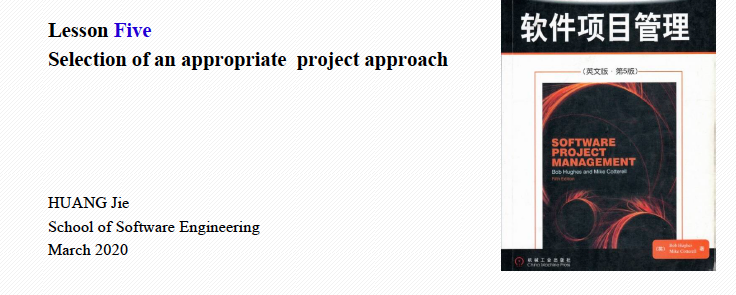 Lesson Five
Selection of an appropriate project approach
HUANG Jie
School of Software Engineering
March 2020
软件项目管理
(英文版·第5版)
SOFTWARE
PROJECT
MANAGEMENT
Bob Hughes and Mike Cotterell
Fifth Edition
(英) Bob Hughes
Mike Cotterell 著
机械工业出版社
China Machine Press